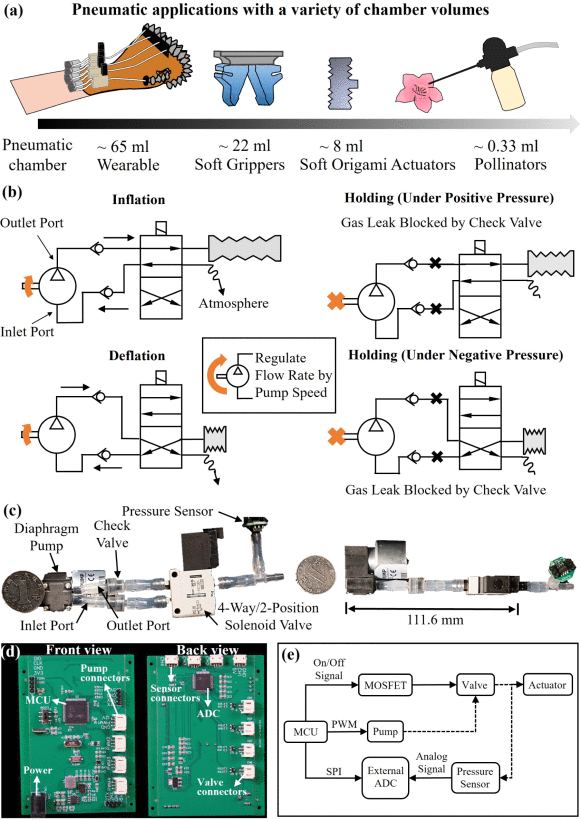 (a)
Pneumatic applications with a variety of chamber volumes
Pneumatic
chamber
~ 65 ml
Wearable
~ 22 ml
Soft Grippers
~ 8 ml
Soft Origami Actuators
~ 0.33 ml
Pollinators
(b)
Inflation
Outlet Port
Inlet Port
Atmosphere
Holding (Under Positive Pressure)
Gas Leak Blocked by Check Valve
Deflation
Regulate
Flow Rate by
Pump Speed
Holding (Under Negative Pressure)
Gas Leak Blocked by Check Valve
(c)
Pressure Sensor
Diaphragm
Pump
Check
Valve
Inlet Port
Outlet Port
4-Way/2-Position
Solenoid Valve
111.6 mm
(d)
Front view
Pump
connectors
MCU
Power
Back view
Sensor
connectors
ADC
Valve
connectors
(e)
On/Off
Signal
MOSFET
Valve
Actuator
MCU
PWM
Pump
SPI
External
ADC
Analog
Signal
Pressure
Sensor